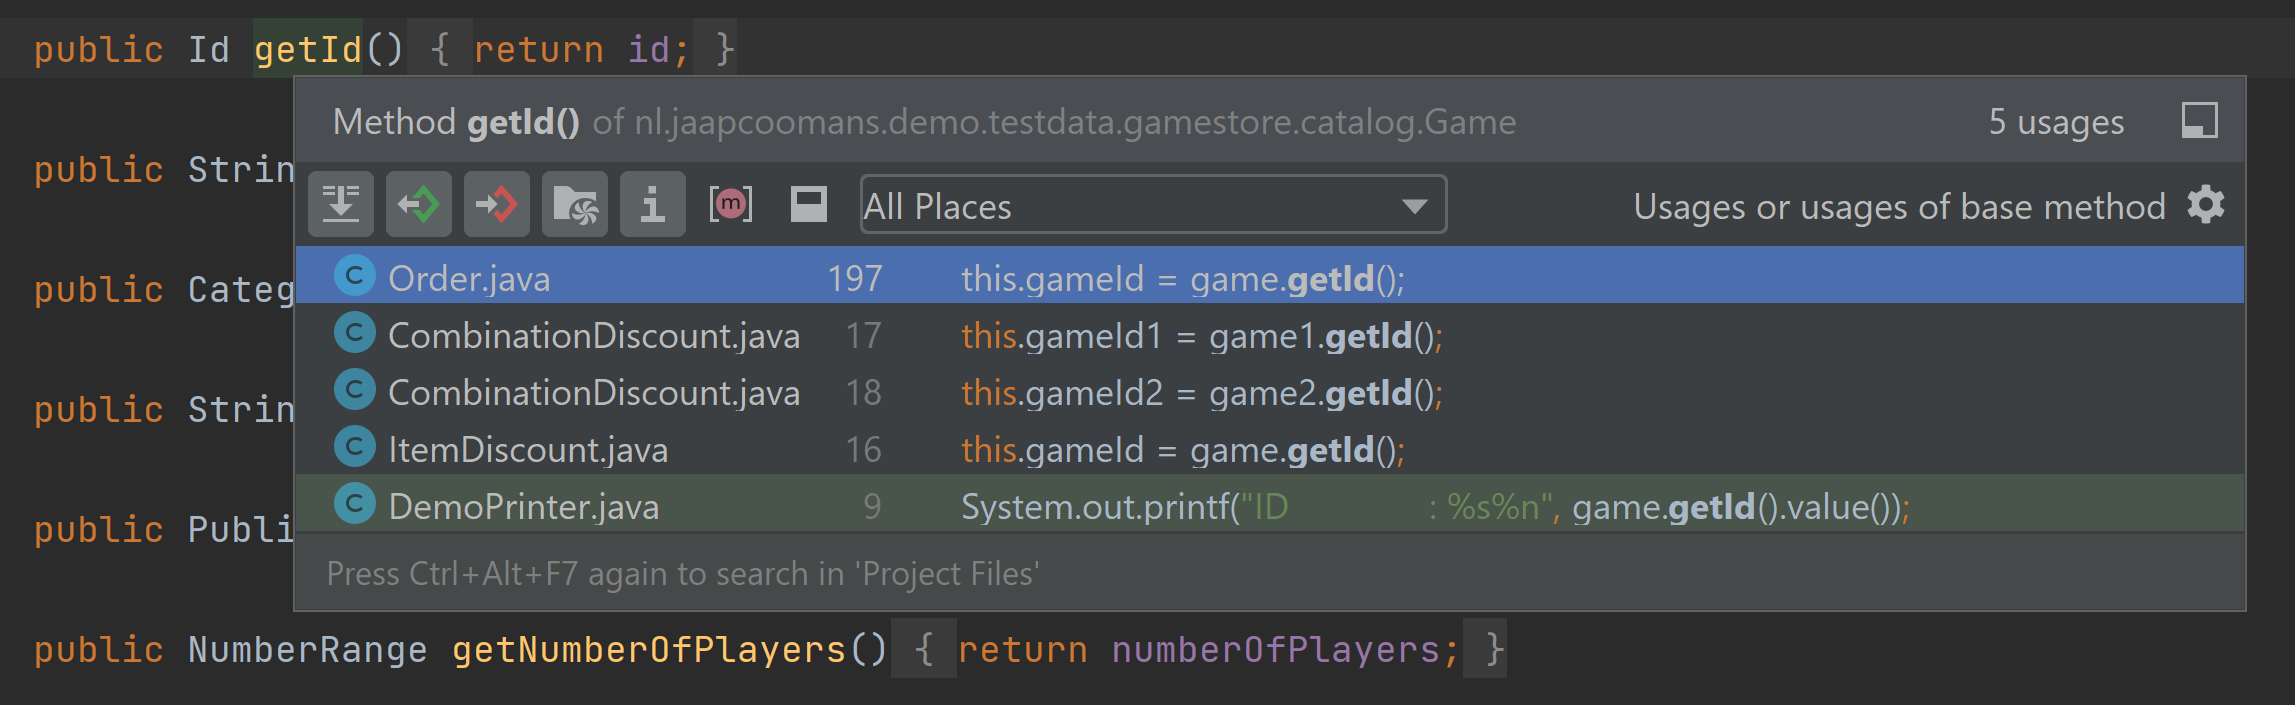 public Id getId() { return id; }
Method getId() of nl.jaapcoomans.demo.testdata.gamestore.catalog.Game 5 usages
public Strin
All Places Usages or usages of base method
public Categ
Order.java 197 this.gameId = game.getId();
CombinationDiscount.java 17 this.gameId1 = game1.getId();
CombinationDiscount.java 18 this.gameId2 = game2.getId();
public Strin
ItemDiscount.java 16 this.gameId = game.getId();
DemoPrinter.java 9 System.out.printf("ID : %s%n", game.getId().value());
public Publi
Press Ctrl+Alt+F7 again to search in 'Project Files'
public NumberRange getNumberOfPlayers() { return numberOfPlayers; }